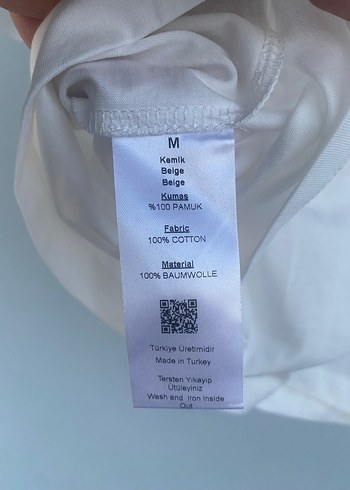 M
Kemik
Beige
Beige
Kumas
%100 PAMUK
Fabric
100% COTTON
Material
100% BAUMWOLLE
Türkiye Üretimidir
Made in Turkey
Tersten Yıkayıp
Ütüleyiniz
Wash and Iron Inside
Out